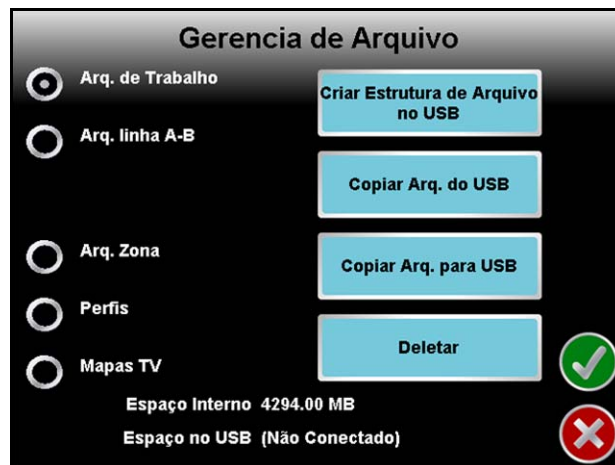 Gerencia de Arquivo
Arq. de Trabalho
Arq. linha A-B
Arq. Zona
Perfis
Mapas TV
Criar Estrutura de Arquivo
no USB
Copiar Arq. do USB
Copiar Arq. para USB
Deletar
Espaço Interno 4294.00 MB
Espaço no USB (Não Conectado)